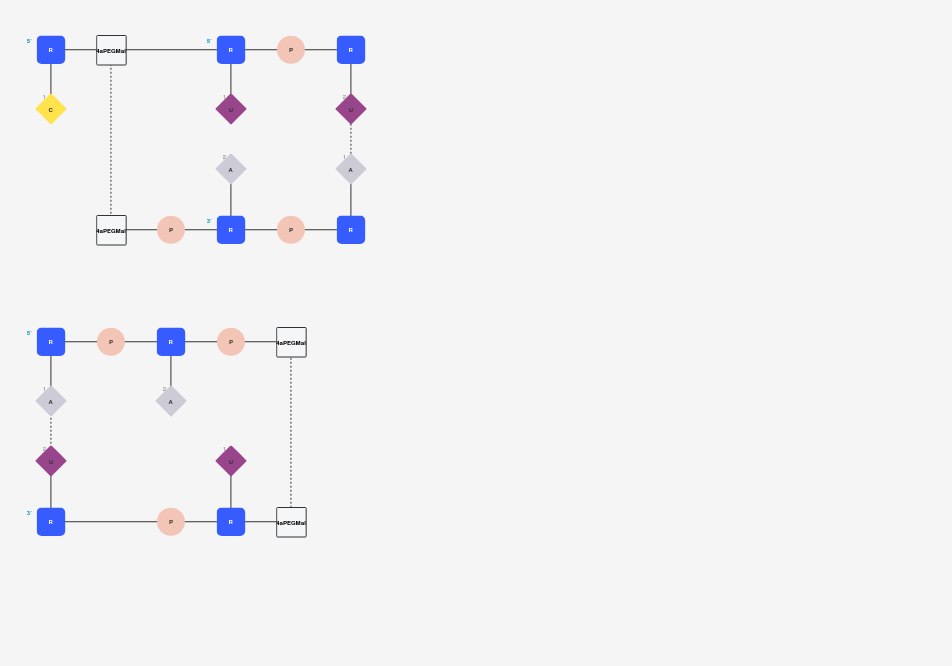 5' R 4aPEGMal 5' R P R
1 C 1 U 2 U
2 A 1 A
4aPEGMal P 3' R P R
5' R P R P 4aPEGMal
1 A 2 A
2 U 1 U
3' R P R 4aPEGMal